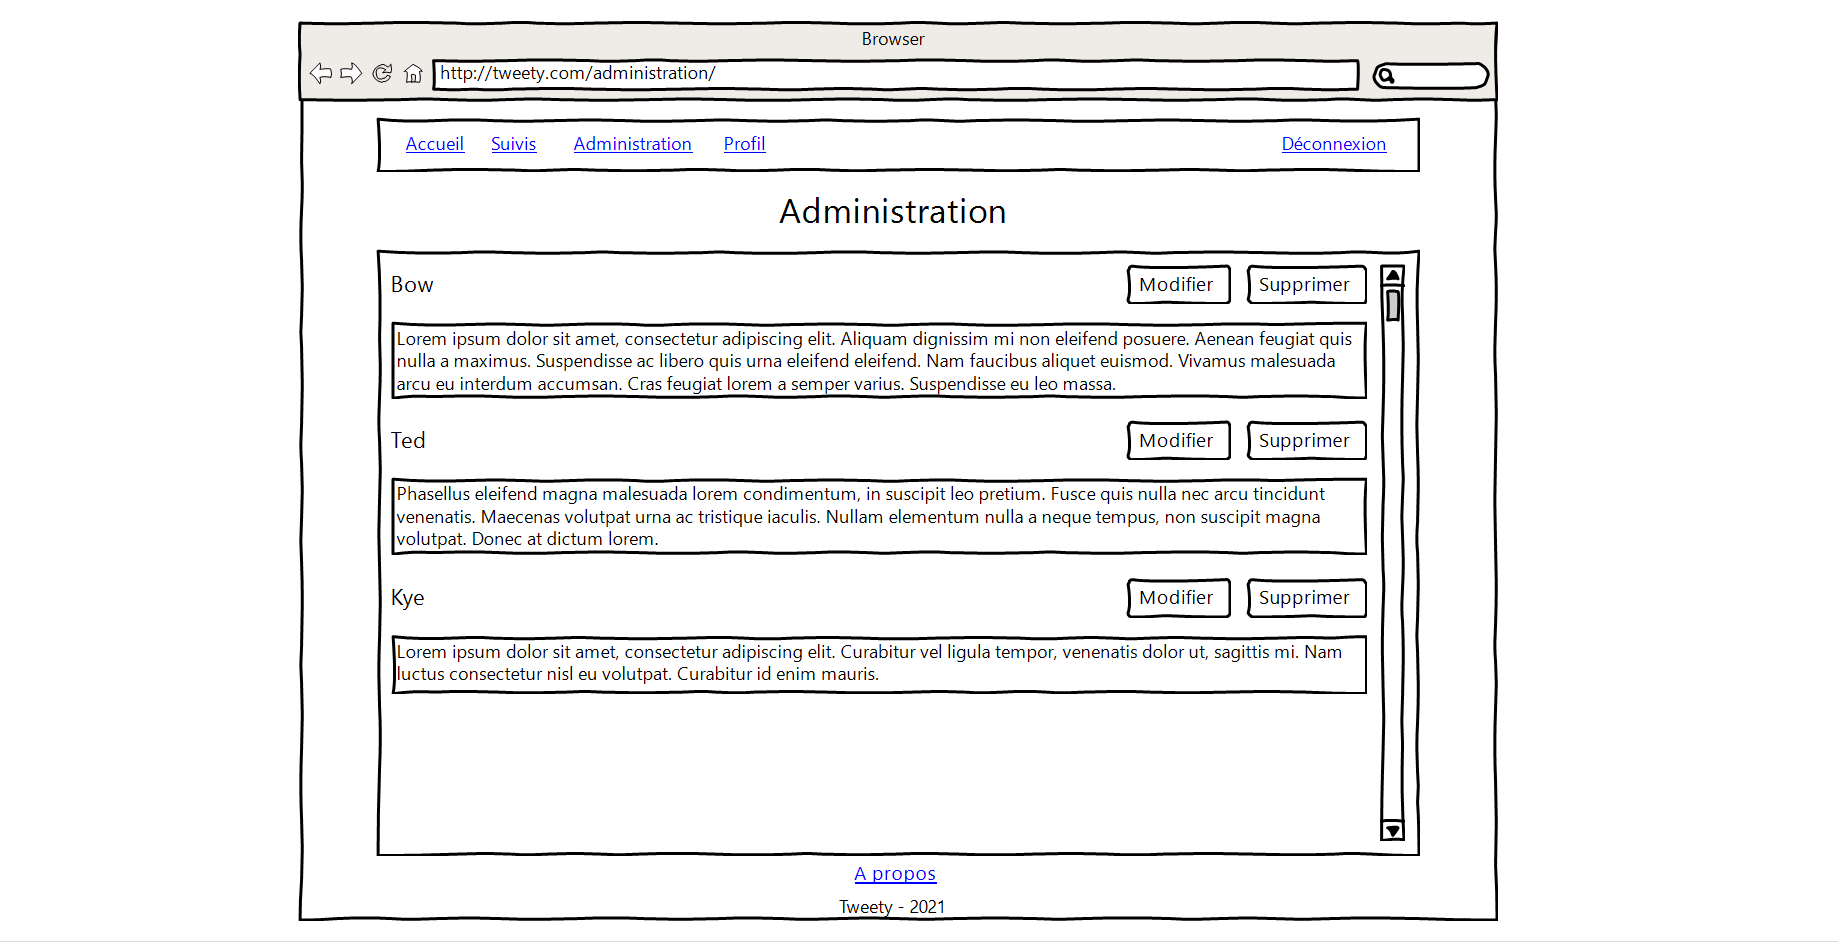 Browser
http://tweety.com/administration/
Accueil Suivis Administration Profil Déconnexion
Administration
Bow Modifier Supprimer
Lorem ipsum dolor sit amet, consectetur adipiscing elit. Aliquam dignissim mi non eleifend posuere. Aenean feugiat quis
nulla a maximus. Suspendisse ac libero quis urna eleifend eleifend. Nam faucibus aliquet euismod. Vivamus malesuada
arcu eu interdum accumsan. Cras feugiat lorem a semper varius. Suspendisse eu leo massa.
Ted Modifier Supprimer
Phasellus eleifend magna malesuada lorem condimentum, in suscipit leo pretium. Fusce quis nulla nec arcu tincidunt
venenatis. Maecenas volutpat urna ac tristique iaculis. Nullam elementum nulla a neque tempus, non suscipit magna
volutpat. Donec at dictum lorem.
Kye Modifier Supprimer
Lorem ipsum dolor sit amet, consectetur adipiscing elit. Curabitur vel ligula tempor, venenatis dolor ut, sagittis mi. Nam
luctus consectetur nisl eu volutpat. Curabitur id enim mauris.
A propos
Tweety - 2021